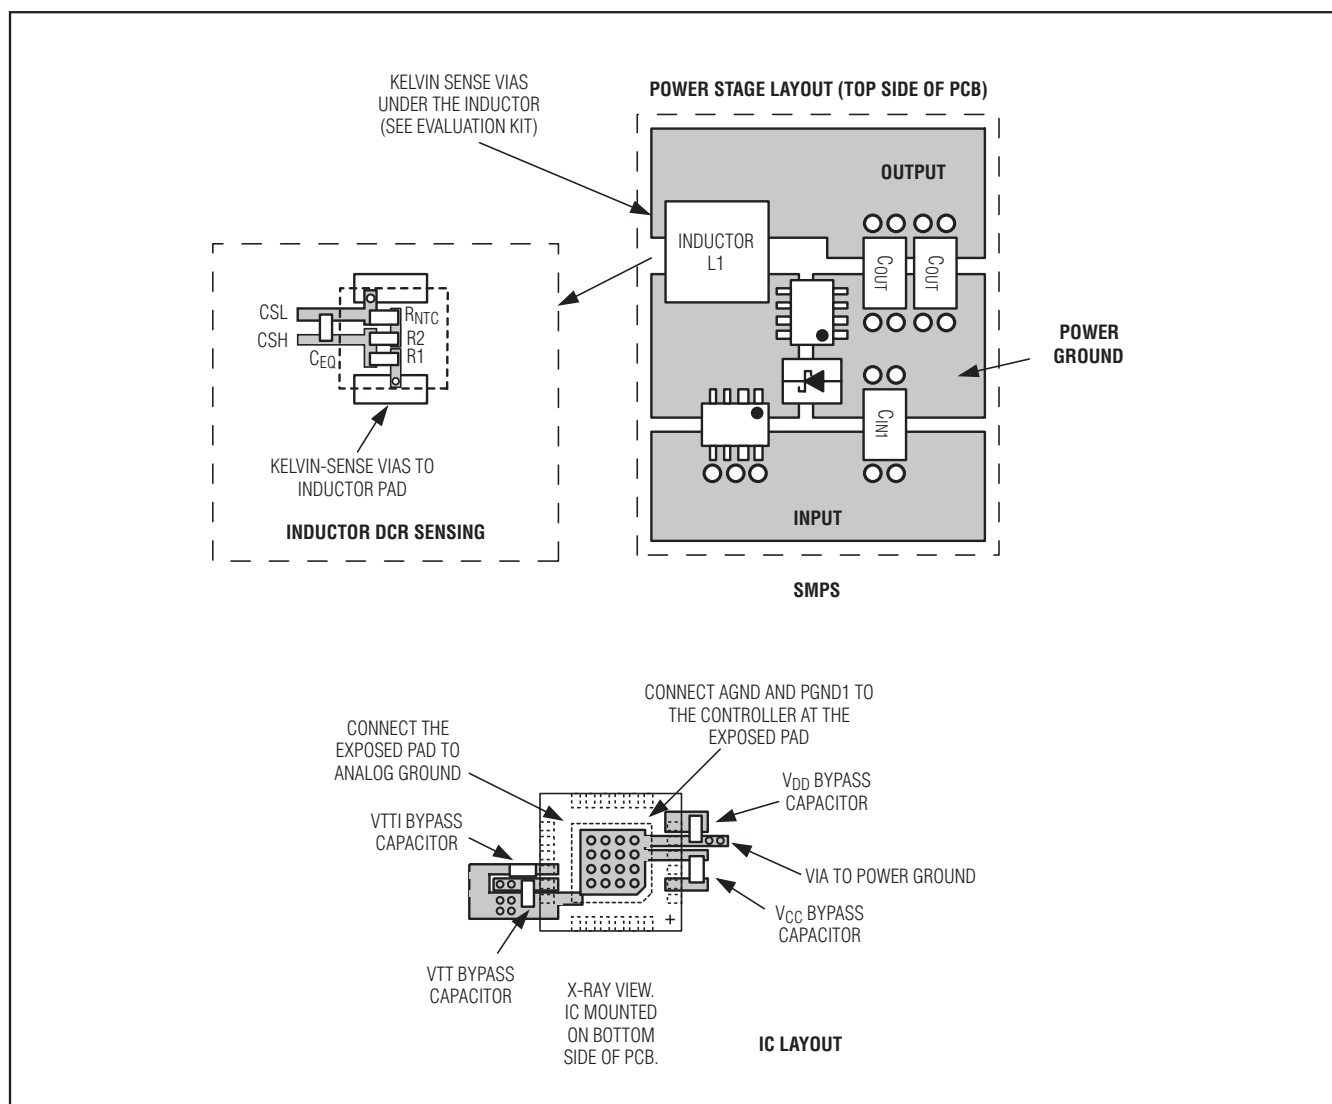 KELVIN SENSE VIAS
UNDER THE INDUCTOR
(SEE EVALUATION KIT)
POWER STAGE LAYOUT (TOP SIDE OF PCB)
OUTPUT
INDUCTOR
L1
COUT
COUT
POWER
GROUND
CIN1
INPUT
SMPS
CSL
CSH
CEQ
RNTC
R2
R1
KELVIN-SENSE VIAS TO
INDUCTOR PAD
INDUCTOR DCR SENSING
CONNECT AGND AND PGND1 TO
THE CONTROLLER AT THE
EXPOSED PAD
CONNECT THE
EXPOSED PAD TO
ANALOG GROUND
VDD BYPASS
CAPACITOR
VTTI BYPASS
CAPACITOR
VIA TO POWER GROUND
VCC BYPASS
CAPACITOR
VTT BYPASS
CAPACITOR
+
X-RAY VIEW.
IC MOUNTED
ON BOTTOM
SIDE OF PCB.
IC LAYOUT